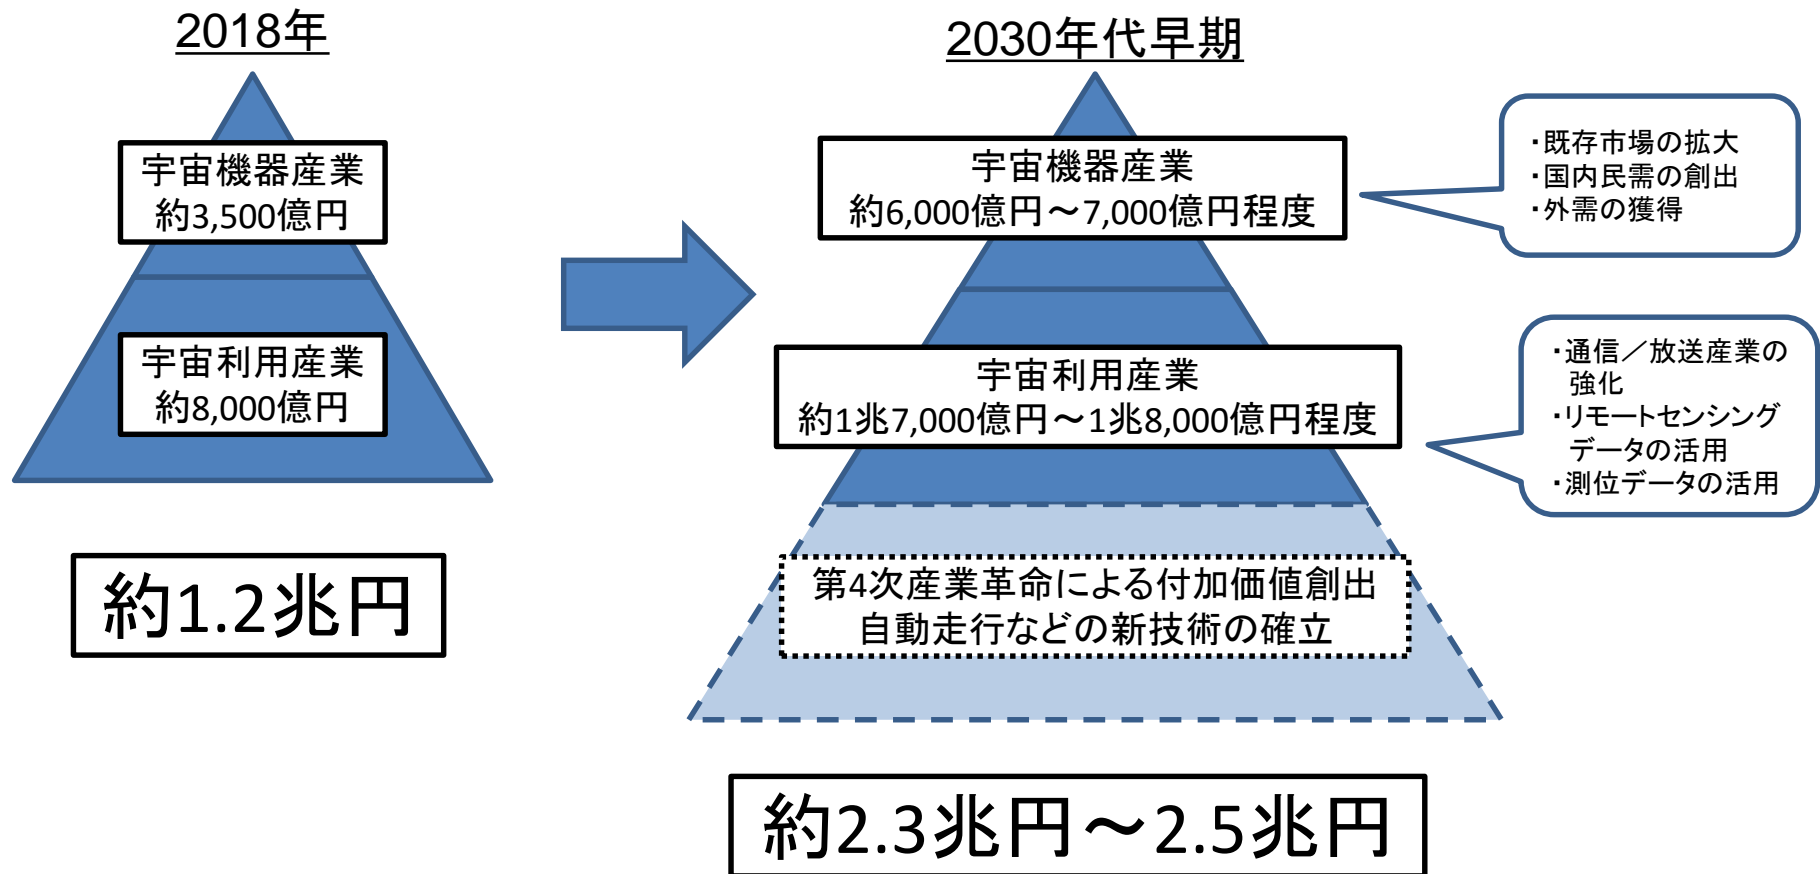 2018年
宇宙機器産業
約3,500億円
宇宙利用産業
約8,000億円
約1.2兆円
2030年代早期
宇宙機器産業
約6,000億円～7,000億円程度
・既存市場の拡大
・国内民需の創出
・外需の獲得
宇宙利用産業
約1兆7,000億円～1兆8,000億円程度
・通信／放送産業の
強化
・リモートセンシング
データの活用
・測位データの活用
第4次産業革命による付加価値創出
自動走行などの新技術の確立
約2.3兆円～2.5兆円